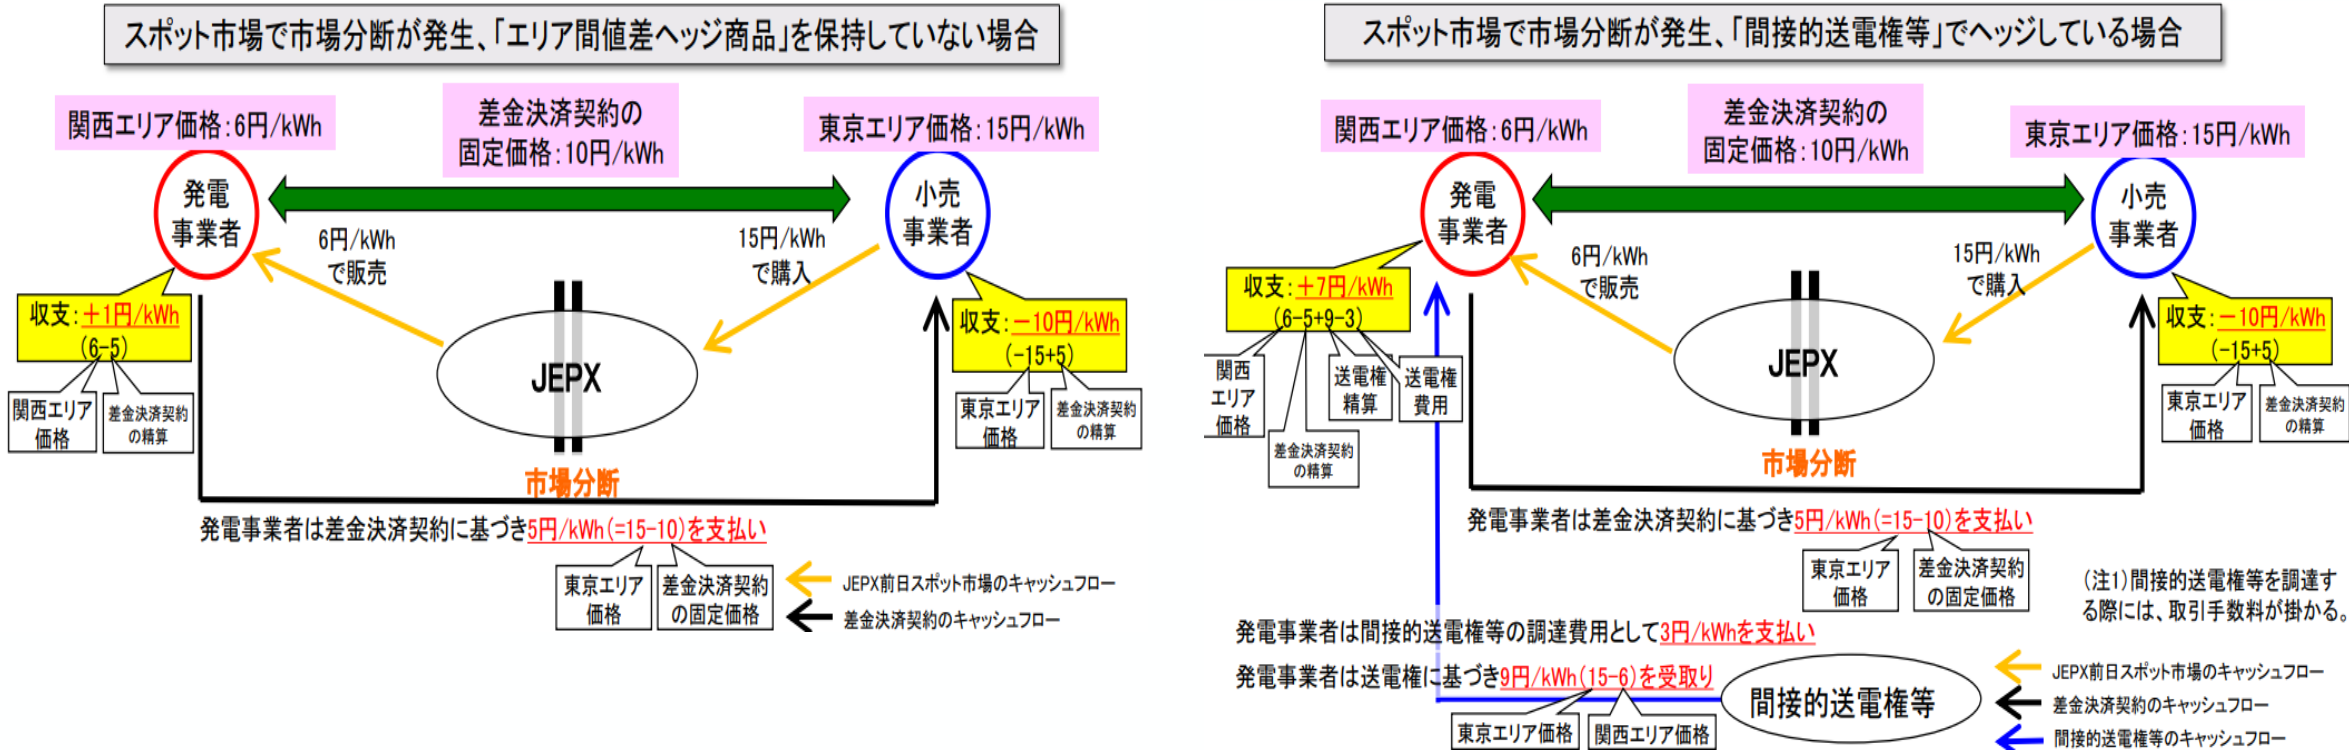 スポット市場で市場分断が発生、「エリア間値差ヘッジ商品」を保持していない場合
関西エリア価格：6円/kWh
差金決済契約の
固定価格：10円/kWh
東京エリア価格：15円/kWh
発電
事業者
小売
事業者
6円/kWh
で販売
15円/kWh
で購入
収支：＋1円/kWh
(6-5)
収支：－10円/kWh
(-15+5)
JEPX
関西エリア
価格
差金決済契約
の精算
東京エリア
価格
差金決済契約
の精算
市場分断
発電事業者は差金決済契約に基づき5円/kWh(=15-10)を支払い
東京エリア
価格
差金決済契約
の固定価格
JEPX前日スポット市場のキャッシュフロー
差金決済契約のキャッシュフロー
スポット市場で市場分断が発生、「間接的送電権等」でヘッジしている場合
関西エリア価格：6円/kWh
差金決済契約の
固定価格：10円/kWh
東京エリア価格：15円/kWh
発電
事業者
小売
事業者
6円/kWh
で販売
15円/kWh
で購入
収支：＋7円/kWh
(6-5+9-3)
収支：－10円/kWh
(-15+5)
JEPX
関西
エリア
価格
送電権
精算
送電権
費用
差金決済契約
の精算
東京エリア
価格
差金決済契約
の精算
市場分断
発電事業者は差金決済契約に基づき5円/kWh(=15-10)を支払い
東京エリア
価格
差金決済契約
の固定価格
(注1)間接的送電権等を調達す
る際には、取引手数料が掛かる。
発電事業者は間接的送電権等の調達費用として3円/kWhを支払い
発電事業者は送電権に基づき9円/kWh(15-6)を受取り
東京エリア価格
関西エリア価格
間接的送電権等
JEPX前日スポット市場のキャッシュフロー
差金決済契約のキャッシュフロー
間接的送電権等のキャッシュフロー